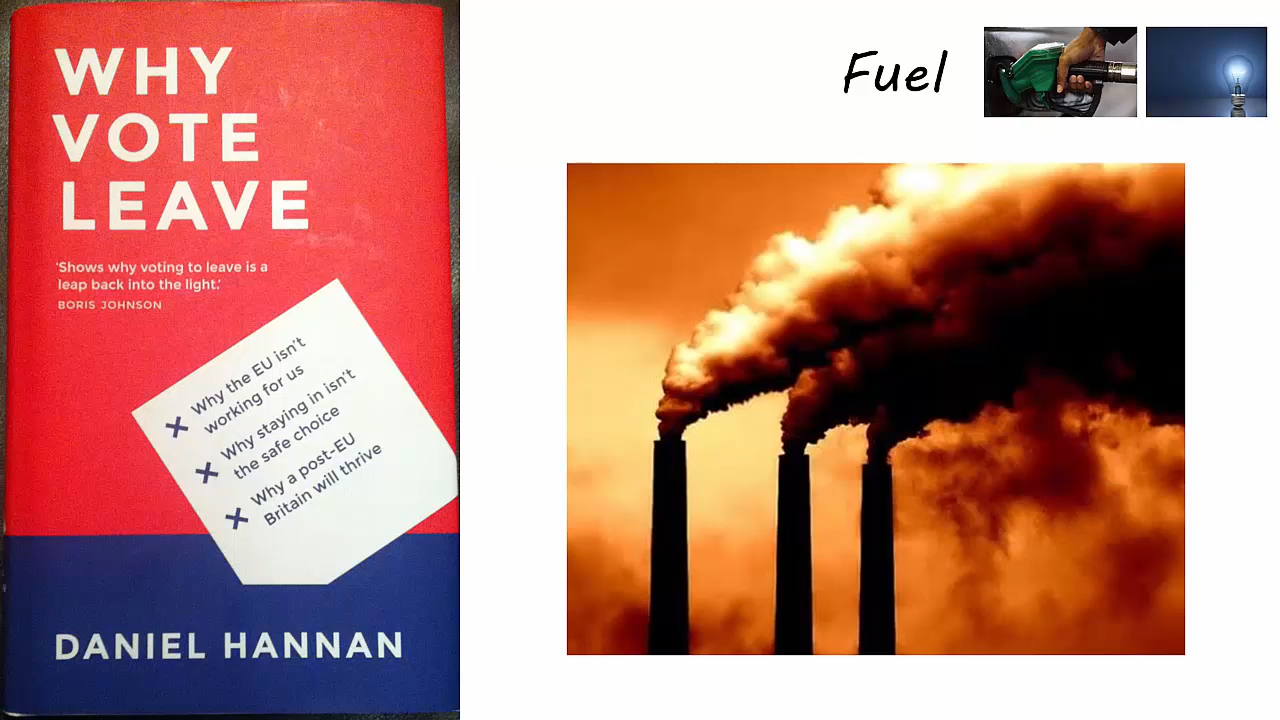 WHY
VOTE
LEAVE
'Shows why voting to leave is a
leap back into the light.'
BORIS JOHNSON
Why the EU isn't
working for us
Why staying in isn't
the safe choice
Why a post-EU
Britain will thrive
DANIEL HANNAN
Fuel